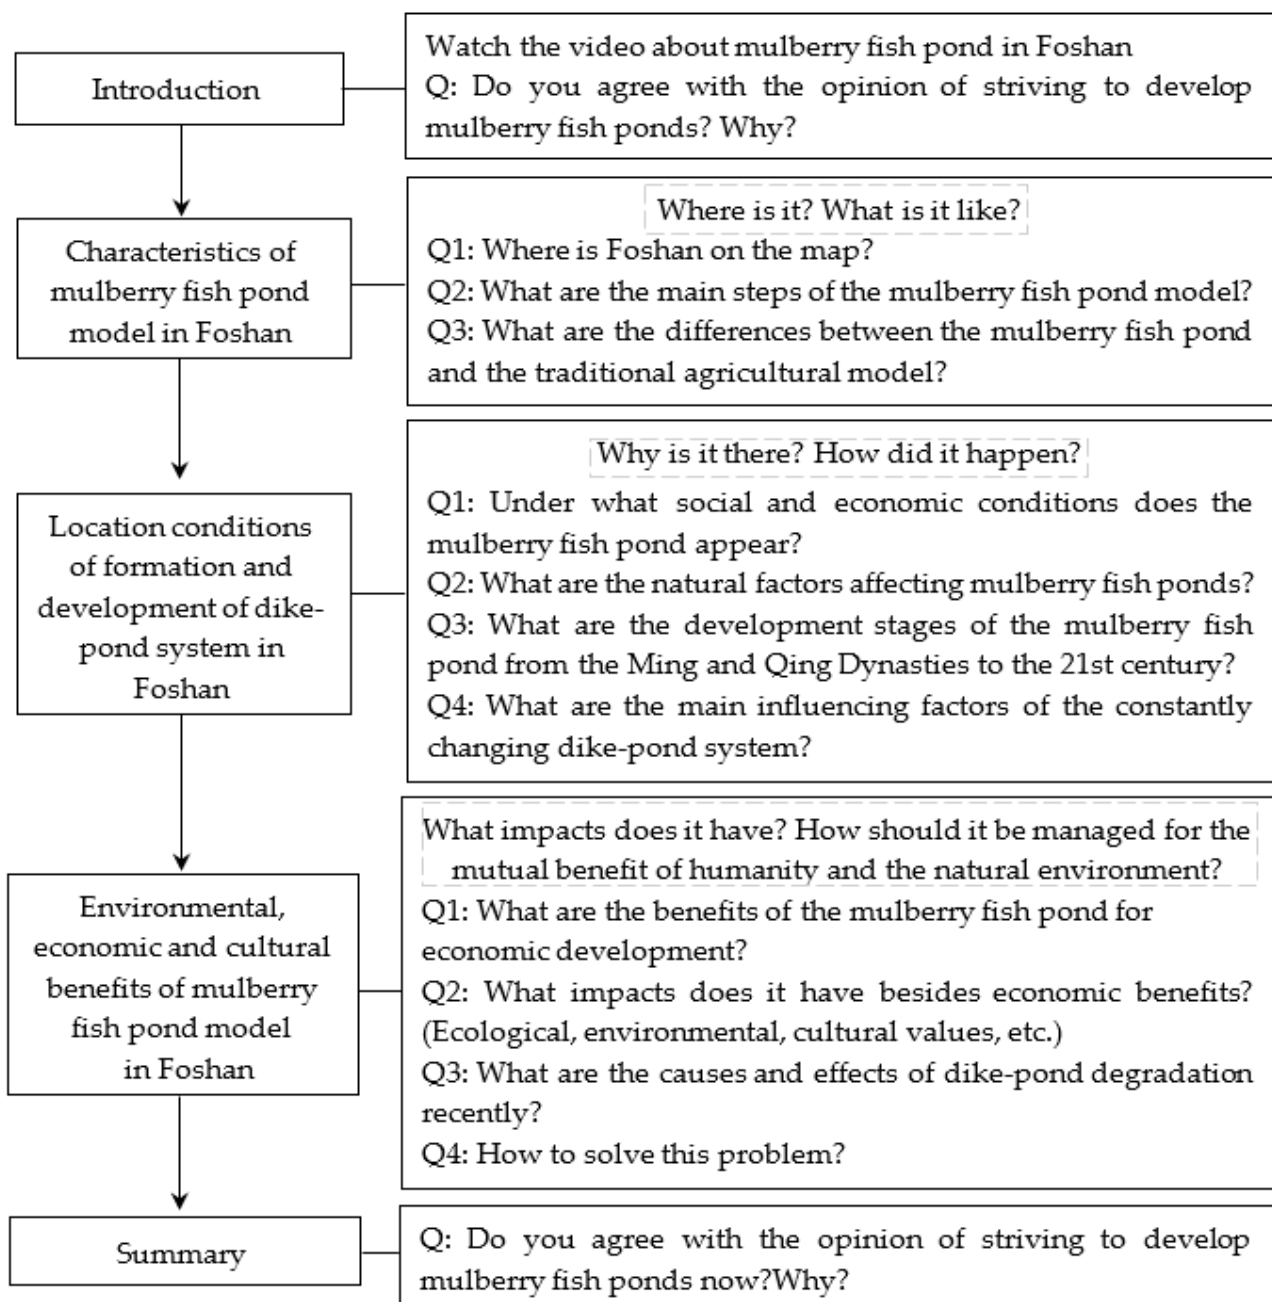 Introduction
Watch the video about mulberry fish pond in Foshan
Q: Do you agree with the opinion of striving to develop
mulberry fish ponds? Why?
Characteristics of
mulberry fish pond
model in Foshan
Where is it? What is it like?
Q1: Where is Foshan on the map?
Q2: What are the main steps of the mulberry fish pond model?
Q3: What are the differences between the mulberry fish pond
and the traditional agricultural model?
Location conditions
of formation and
development of dike-
pond system in
Foshan
Why is it there? How did it happen?
Q1: Under what social and economic conditions does the
mulberry fish pond appear?
Q2: What are the natural factors affecting mulberry fish ponds?
Q3: What are the development stages of the mulberry fish
pond from the Ming and Qing Dynasties to the 21st century?
Q4: What are the main influencing factors of the constantly
changing dike-pond system?
Environmental,
economic and cultural
benefits of mulberry
fish pond model
in Foshan
What impacts does it have? How should it be managed for the
mutual benefit of humanity and the natural environment?
Q1: What are the benefits of the mulberry fish pond for
economic development?
Q2: What impacts does it have besides economic benefits?
(Ecological, environmental, cultural values, etc.)
Q3: What are the causes and effects of dike-pond degradation
recently?
Q4: How to solve this problem?
Summary
Q: Do you agree with the opinion of striving to develop
mulberry fish ponds now?Why?